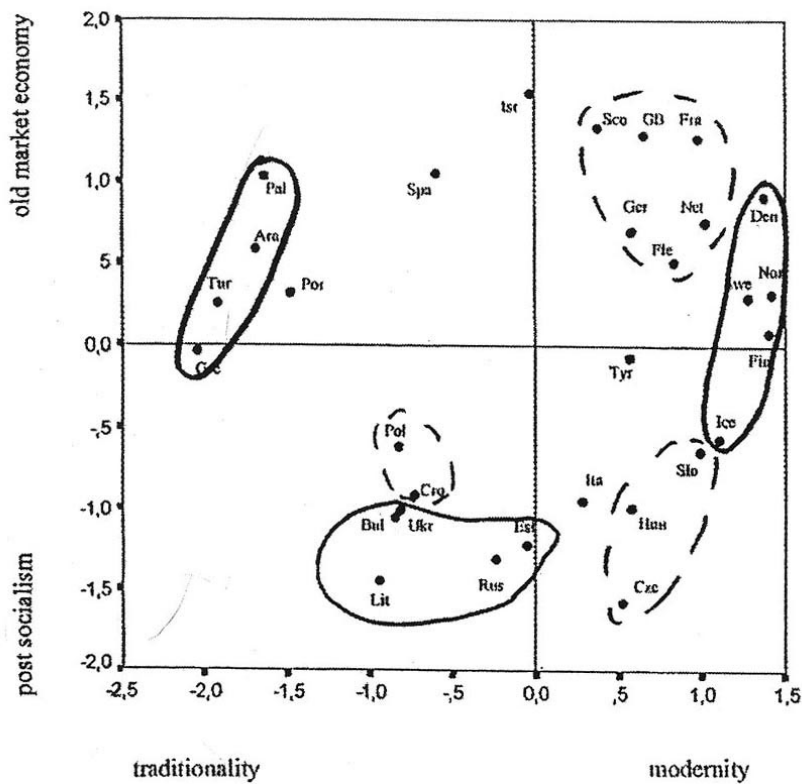 old market economy
post socialism
2,0
1,5
1,0
,5
0,0
-,5
-1,0
-1,5
-2,0
Isr
Sco GB Fra
Pal
Spa
Den
Ara
Ger Net
Fle
Tur
Por
Nor
Tyr
Fin
Pol
Ice
Slo
Cro
Ita
Bul Ukr
Est
Hun
Lit
Rus
Cze
-2,5 -2,0 -1,5 -1,0 -,5 0,0 ,5 1,0 1,5
traditionality modernity